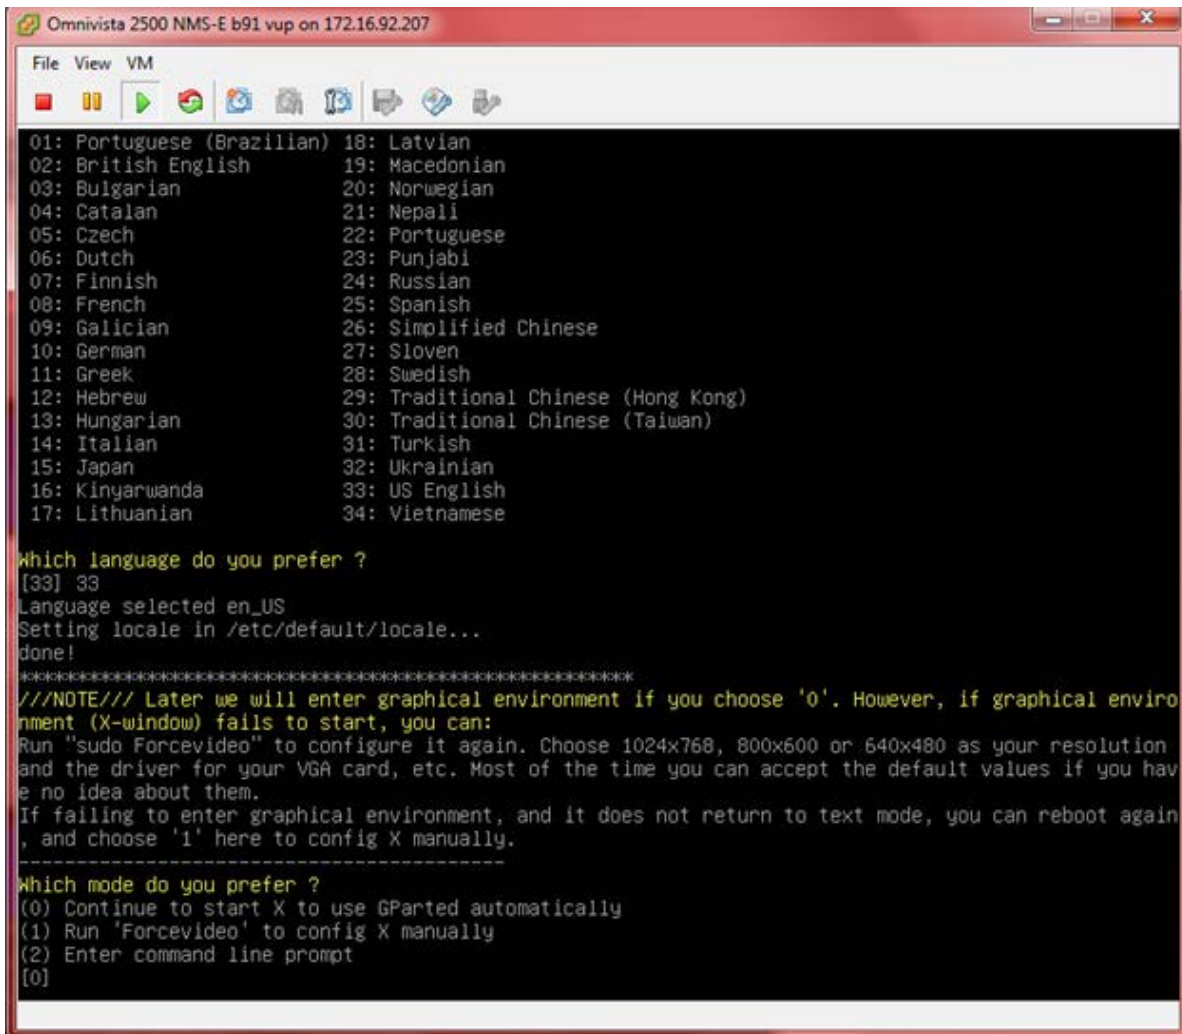 Omnivista 2500 NMS-E b91 vup on 172.16.92.207
File View VM
01: Portuguese (Brazilian) 18: Latvian
02: British English 19: Macedonian
03: Bulgarian 20: Norwegian
04: Catalan 21: Nepali
05: Czech 22: Portuguese
06: Dutch 23: Punjabi
07: Finnish 24: Russian
08: French 25: Spanish
09: Galician 26: Simplified Chinese
10: German 27: Sloven
11: Greek 28: Swedish
12: Hebrew 29: Traditional Chinese (Hong Kong)
13: Hungarian 30: Traditional Chinese (Taiwan)
14: Italian 31: Turkish
15: Japan 32: Ukrainian
16: Kinyarwanda 33: US English
17: Lithuanian 34: Vietnamese
Which language do you prefer ?
[33] 33
Language selected en_US
Setting locale in /etc/default/locale...
done!
******************************************************
///NOTE/// Later we will enter graphical environment if you choose '0'. However, if graphical enviro
nment (X-window) fails to start, you can:
Run "sudo Forcevideo" to configure it again. Choose 1024x768, 800x600 or 640x480 as your resolution
and the driver for your VGA card, etc. Most of the time you can accept the default values if you hav
e no idea about them.
If failing to enter graphical environment, and it does not return to text mode, you can reboot again
, and choose '1' here to config X manually.
-------------------------------------------
Which mode do you prefer ?
(0) Continue to start X to use GParted automatically
(1) Run 'Forcevideo' to config X manually
(2) Enter command line prompt
[0]